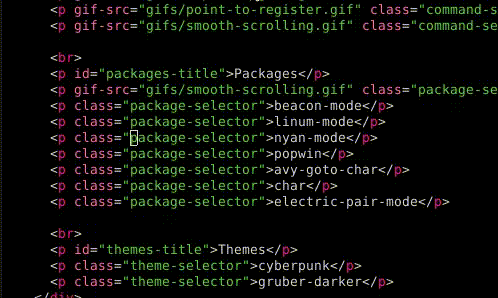 <p gif-src="gifs/point-to-register.gif" class="command-s
<p gif-src="gifs/smooth-scrolling.gif" class="command-se
<br>
<p id="packages-title">Packages</p>
<p gif-src="gifs/smooth-scrolling.gif" class="package-se
<p class="package-selector">beacon-mode</p>
<p class="package-selector">linum-mode</p>
<p class="package-selector">nyan-mode</p>
<p class="package-selector">popwin</p>
<p class="package-selector">avy-goto-char</p>
<p class="package-selector">char</p>
<p class="package-selector">electric-pair-mode</p>
<br>
<p id="themes-title">Themes</p>
<p class="theme-selector">cyberpunk</p>
<p class="theme-selector">gruber-darker</p>
</div>